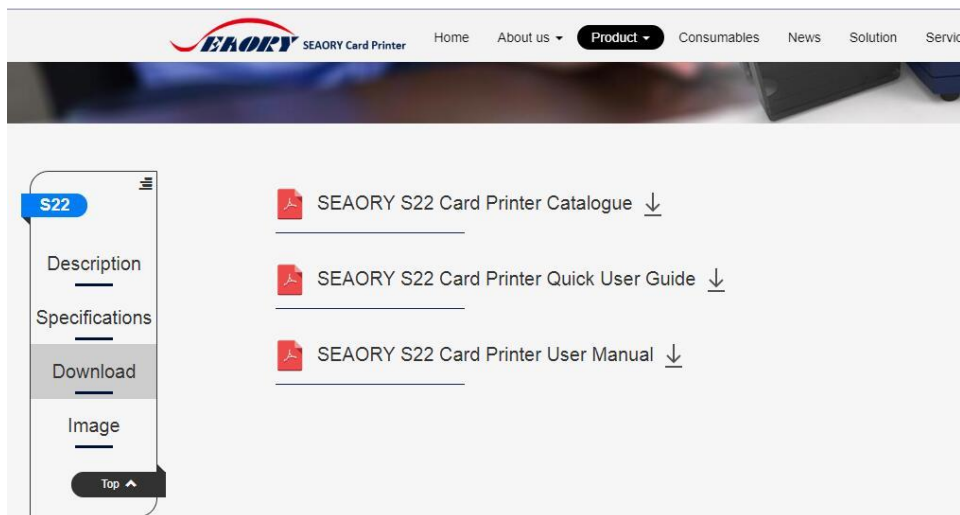 SEAORY SEAORY Card Printer Home About us Product Consumables News Solution Servic
S22
Description
Specifications
Download
Image
Top
SEAORY S22 Card Printer Catalogue
SEAORY S22 Card Printer Quick User Guide
SEAORY S22 Card Printer User Manual